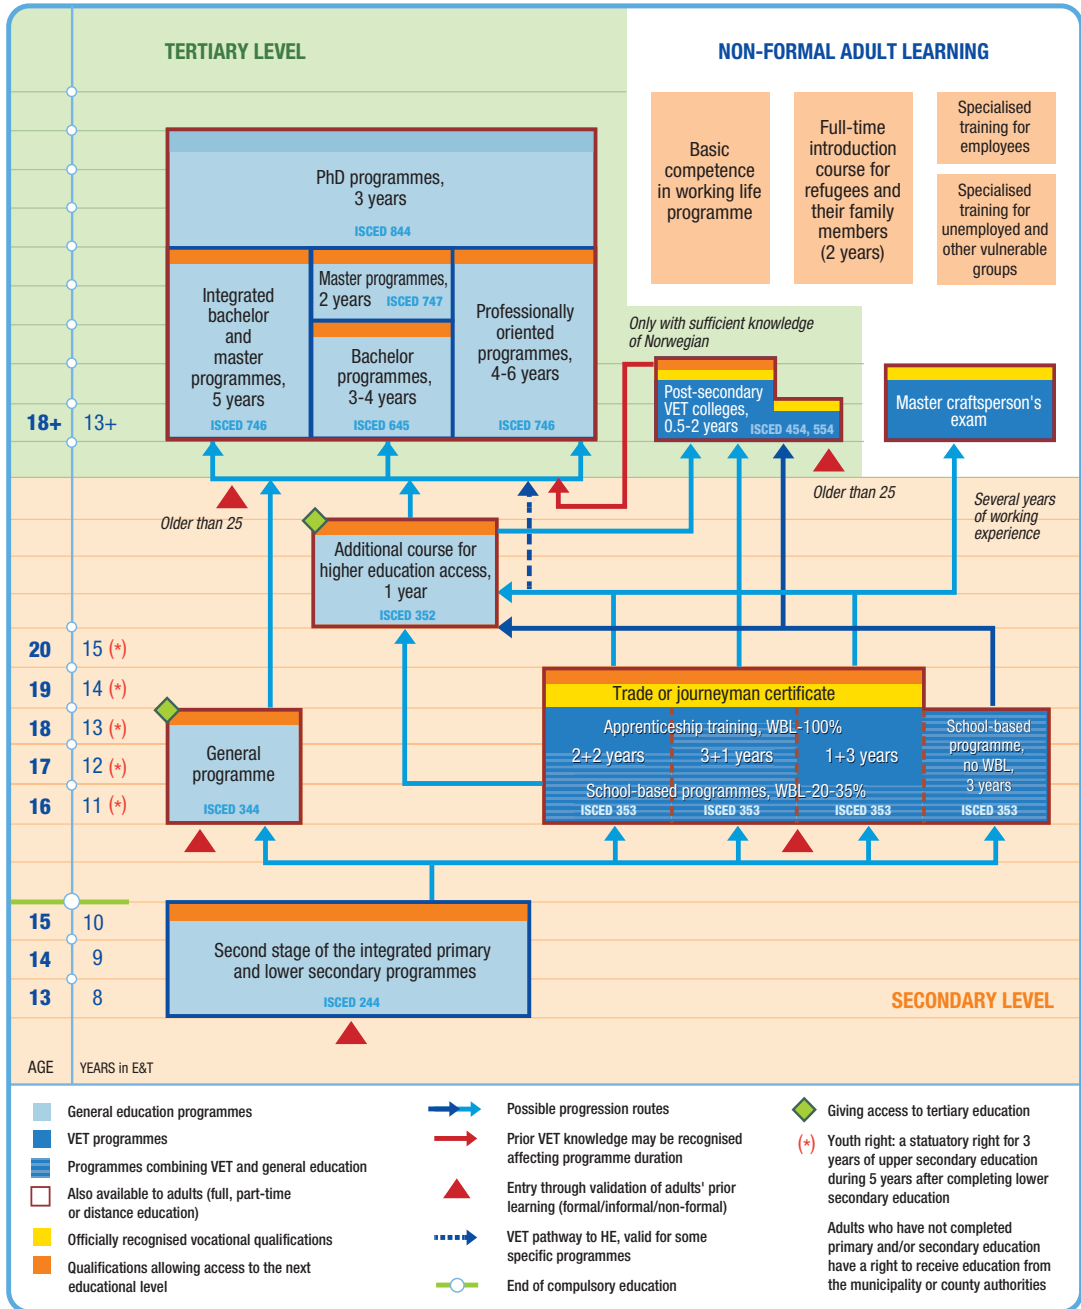 TERTIARY LEVEL
NON-FORMAL ADULT LEARNING
PhD programmes,
3 years
ISCED 844
Integrated
bachelor
and
master
programmes,
5 years
ISCED 746
Master programmes,
2 years ISCED 747
Bachelor
programmes,
3-4 years
ISCED 645
Professionally
oriented
programmes,
4-6 years
ISCED 746
Basic
competence
in working life
programme
Full-time
introduction
course for
refugees and
their family
members
(2 years)
Specialised
training for
employees
Specialised
training for
unemployed and
other vulnerable
groups
Only with sufficient knowledge
of Norwegian
Post-secondary
VET colleges,
0.5-2 years ISCED 454, 554
Master craftsperson's
exam
18+ 13+
Older than 25
Older than 25
Several years
of working
experience
Additional course for
higher education access,
1 year
ISCED 352
20 15 (*)
19 14 (*)
18 13 (*)
17 12 (*)
16 11 (*)
General
programme
ISCED 344
Trade or journeyman certificate
Apprenticeship training, WBL-100%
2+2 years 3+1 years 1+3 years
School-based programmes, WBL-20-35%
ISCED 353 ISCED 353 ISCED 353
School-based
programme,
no WBL,
3 years
ISCED 353
15 10
14 9
13 8
Second stage of the integrated primary
and lower secondary programmes
ISCED 244
SECONDARY LEVEL
AGE YEARS in E&T
General education programmes
VET programmes
Programmes combining VET and general education
Also available to adults (full, part-time
or distance education)
Officially recognised vocational qualifications
Qualifications allowing access to the next
educational level
Possible progression routes
Prior VET knowledge may be recognised
affecting programme duration
Entry through validation of adults' prior
learning (formal/informal/non-formal)
VET pathway to HE, valid for some
specific programmes
End of compulsory education
Giving access to tertiary education
(*) Youth right: a statuatory right for 3
years of upper secondary education
during 5 years after completing lower
secondary education
Adults who have not completed
primary and/or secondary education
have a right to receive education from
the municipality or county authorities